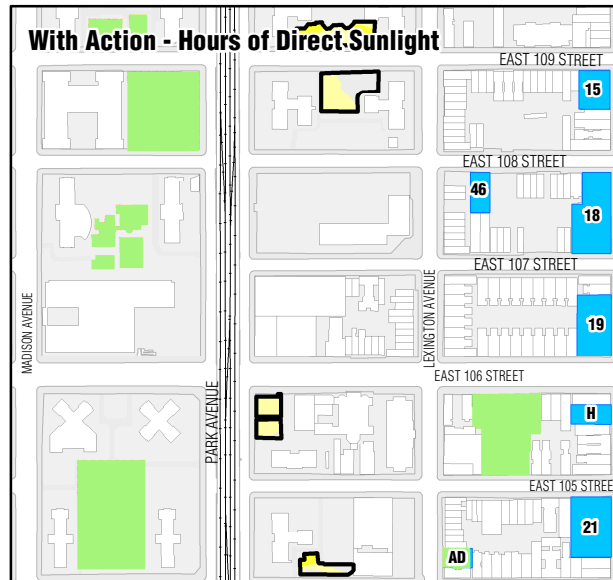 With Action - Hours of Direct Sunlight
EAST 109 STREET
15
EAST 108 STREET
46
18
EAST 107 STREET
MADISON AVENUE
LEXINGTON AVENUE
19
EAST 106 STREET
PARK AVENUE
H
EAST 105 STREE
21
AD